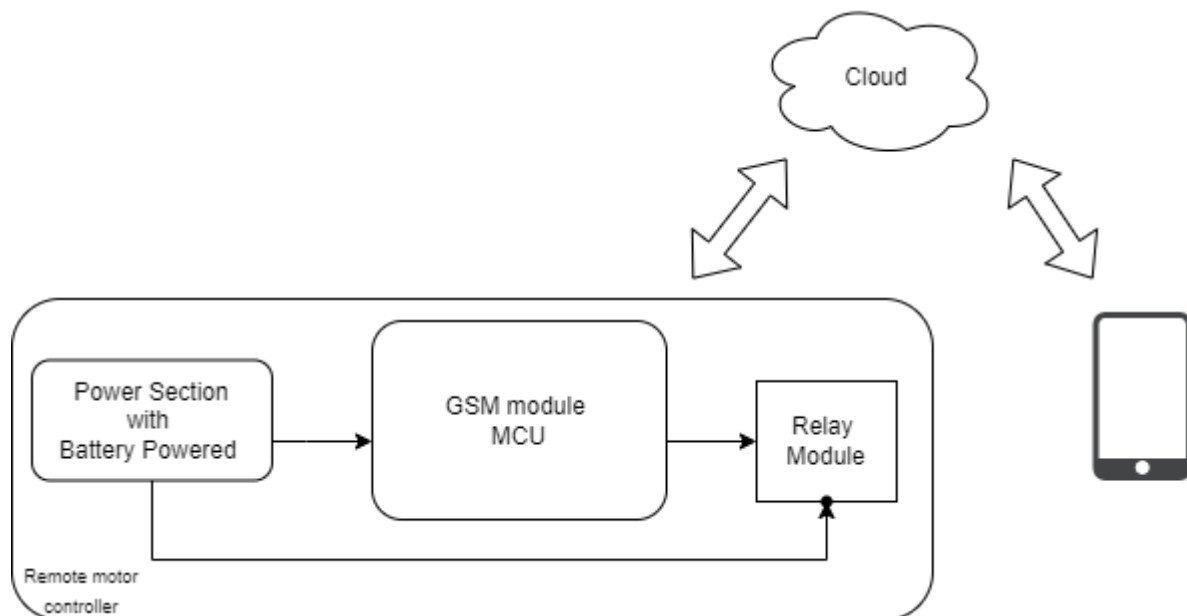 Cloud
Power Section
with
Battery Powered
GSM module
MCU
Relay
Module
Remote motor
controller